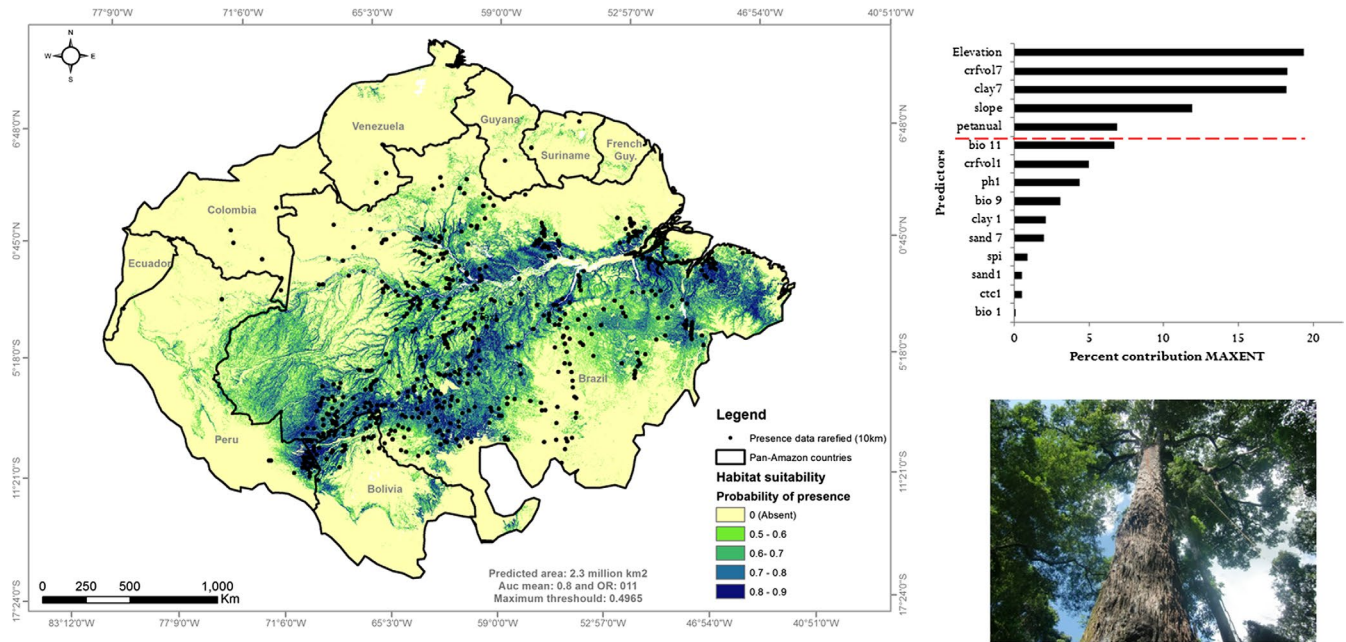 77°9'0"W 71°6'0"W 65°3'0"W 59°0'0"W 52°57'0"W 46°54'0"W 40°51'0"W
N
W E
S
6°48'0"N 6°48'0"N
0°45'0"N 0°45'0"N
5°18'0"S 5°18'0"S
11°21'0"S 11°21'0"S
17°24'0"S 17°24'0"S
Venezuela
Guyana
Suriname
French
Guy.
Colombia
Ecuador
Brazil
Peru
Bolivia
Legend
Presence data rarefied (10km)
Pan-Amazon countries
Habitat suitability
Probability of presence
0 (Absent)
0.5 - 0.6
0.6- 0.7
0.7 - 0.8
0.8 - 0.9
Predicted area: 2.3 million km2
Auc mean: 0.8 and OR: 011
Maximum threshould: 0.4965
0 250 500 1,000
Km
83°12'0"W 77°9'0"W 71°6'0"W 65°3'0"W 59°0'0"W 52°57'0"W 46°54'0"W 40°51'0"W
Predictors
Elevation
crfvol7
clay7
slope
petanual
bio 11
crfvol1
ph1
bio 9
clay 1
sand 7
spi
sand1
ctc1
bio 1
0 5 10 15 20
Percent contribution MAXENT